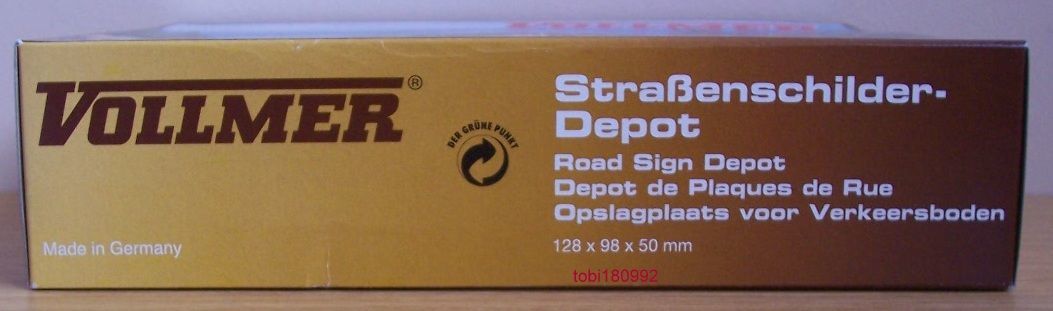 VOLLMER
VOLLMER®
DER GRÜNE PUNKT
Straßenschilder-
Depot
Road Sign Depot
Depot de Plaques de Rue
Opslagplaats voor Verkeersboden
128 x 98 x 50 mm
Made in Germany
tobi180992